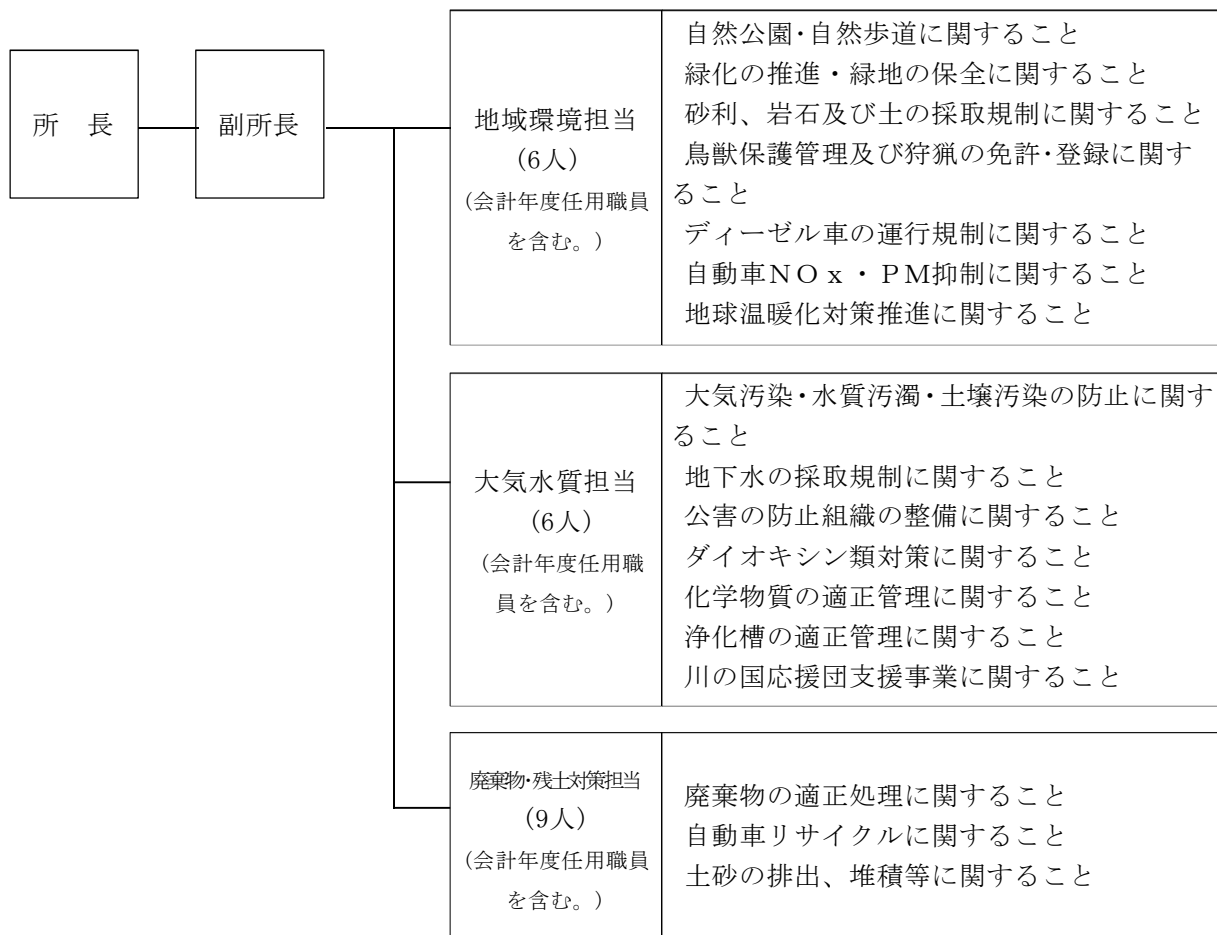 所　長
副所長
地域環境担当
(6人)
(会計年度任用職員
を含む。)
自然公園･自然歩道に関すること
緑化の推進・緑地の保全に関すること
砂利、岩石及び土の採取規制に関すること
鳥獣保護管理及び狩猟の免許･登録に関す
ること
ディーゼル車の運行規制に関すること
自動車ＮＯｘ・ＰＭ抑制に関すること
地球温暖化対策推進に関すること
大気水質担当
(6人)
(会計年度任用職
員を含む。)
大気汚染･水質汚濁･土壌汚染の防止に関す
ること
地下水の採取規制に関すること
公害の防止組織の整備に関すること
ダイオキシン類対策に関すること
化学物質の適正管理に関すること
浄化槽の適正管理に関すること
川の国応援団支援事業に関すること
廃棄物･残土対策担当
(9人)
(会計年度任用職員
を含む。)
廃棄物の適正処理に関すること
自動車リサイクルに関すること
土砂の排出、堆積等に関すること